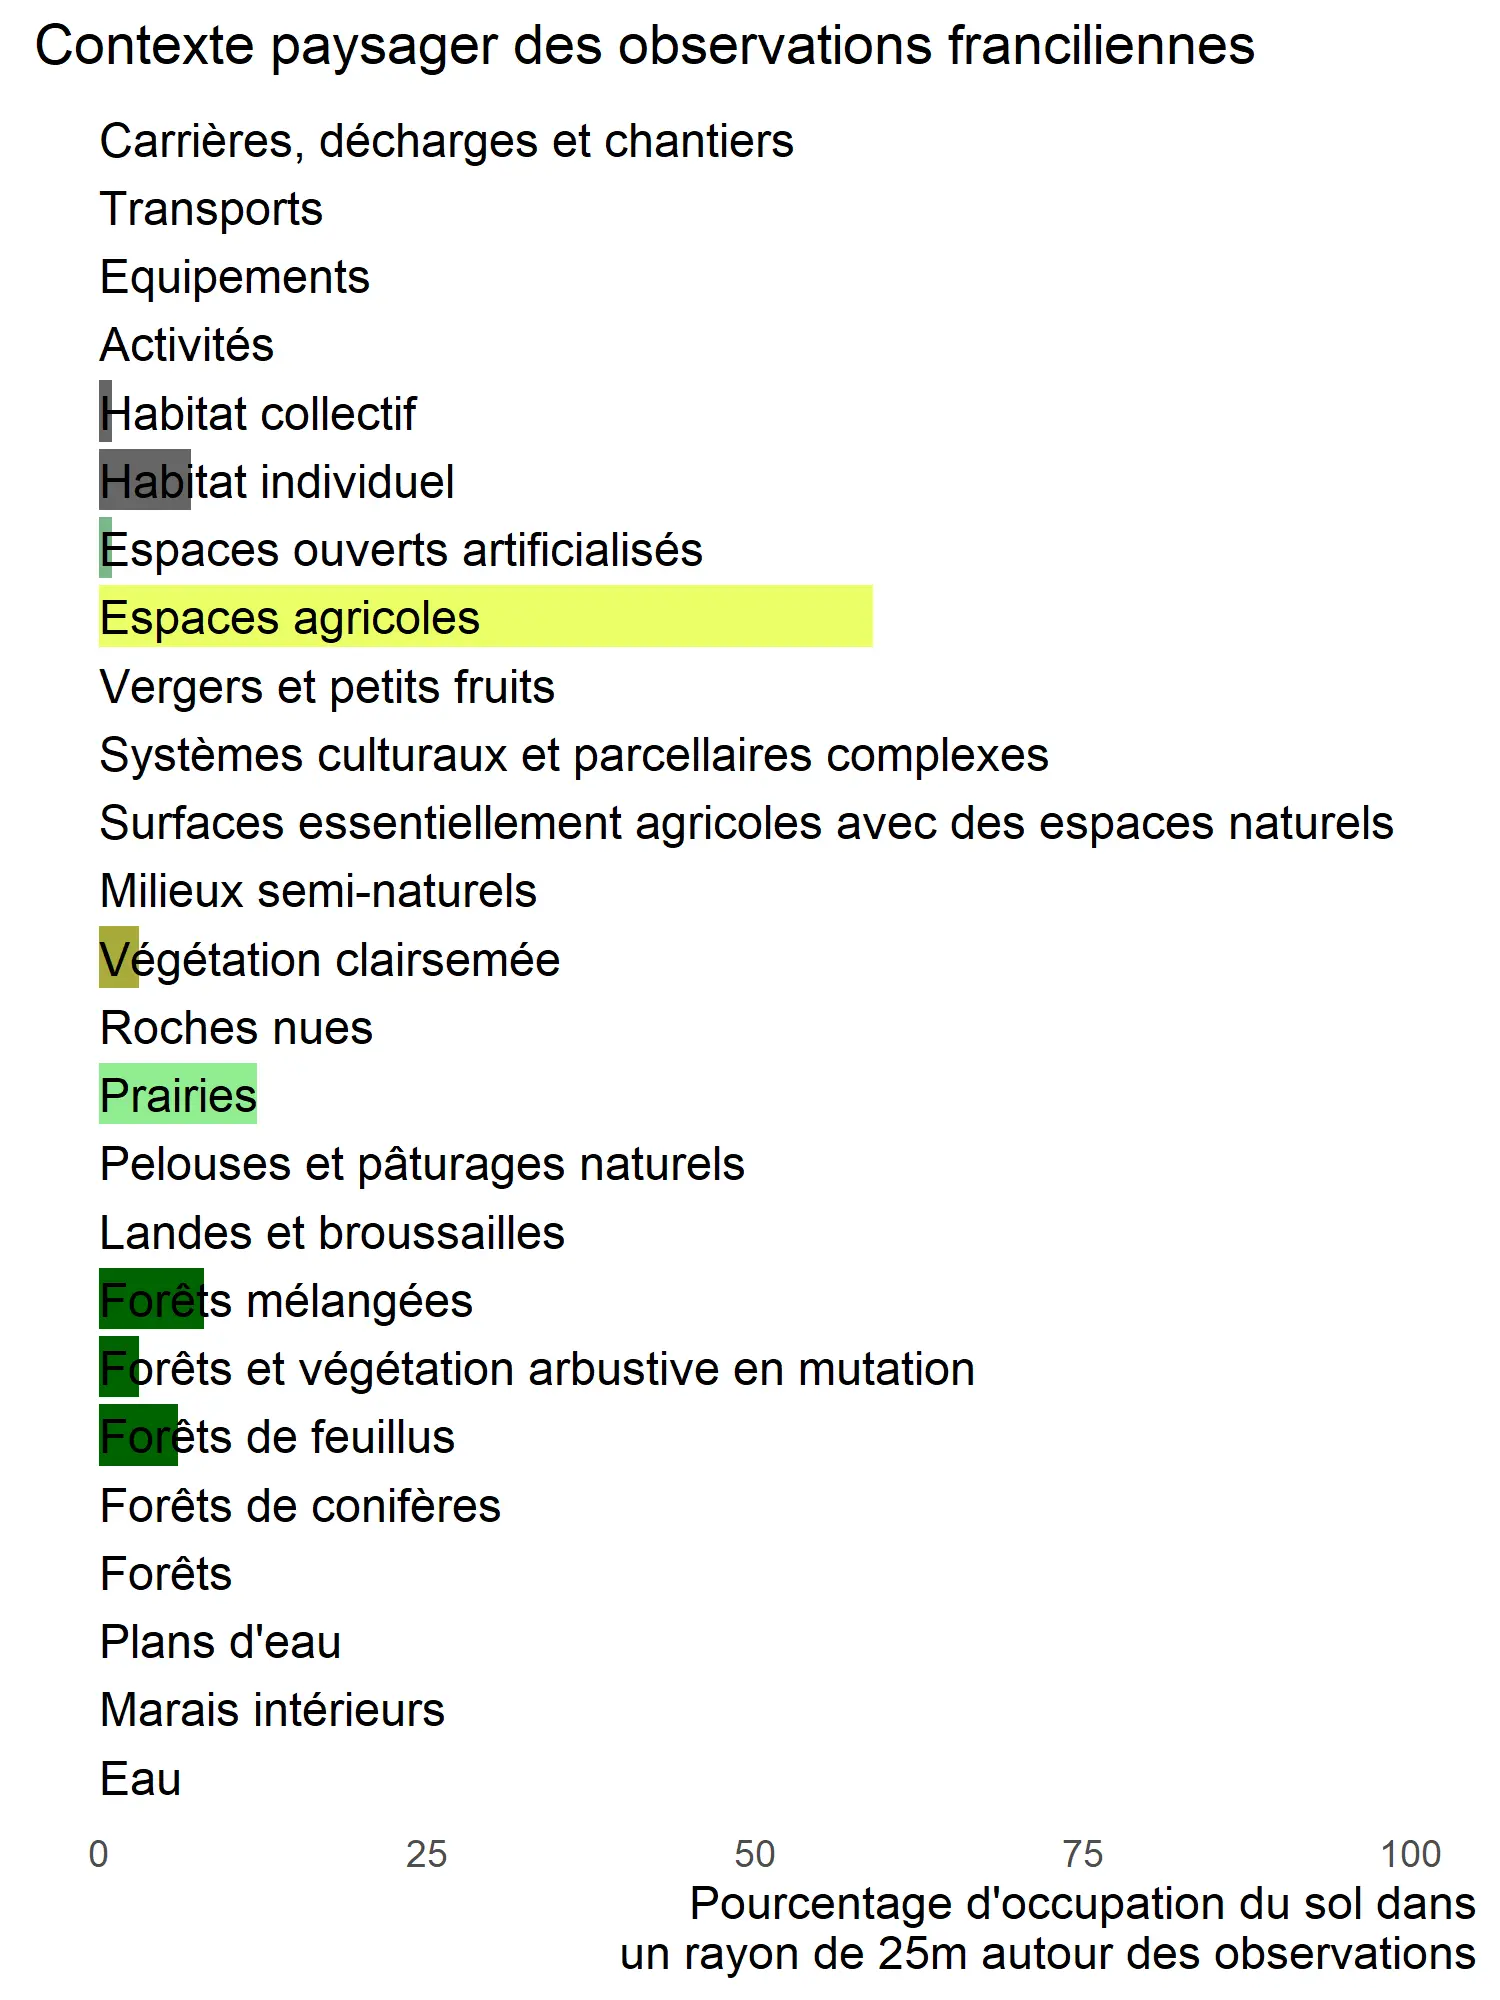 Contexte paysager des observations franciliennes
Carrières, décharges et chantiers
Transports
Equipements
Activités
Habitat collectif
Habitat individuel
Espaces ouverts artificialisés
Espaces agricoles
Vergers et petits fruits
Systèmes culturaux et parcellaires complexes
Surfaces essentiellement agricoles avec des espaces naturels
Milieux semi-naturels
Végétation clairsemée
Roches nues
Prairies
Pelouses et pâturages naturels
Landes et broussailles
Forêts mélangées
Forêts et végétation arbustive en mutation
Forêts de feuillus
Forêts de conifères
Forêts
Plans d'eau
Marais intérieurs
Eau
0 25 50 75 100
Pourcentage d'occupation du sol dans
un rayon de 25m autour des observations